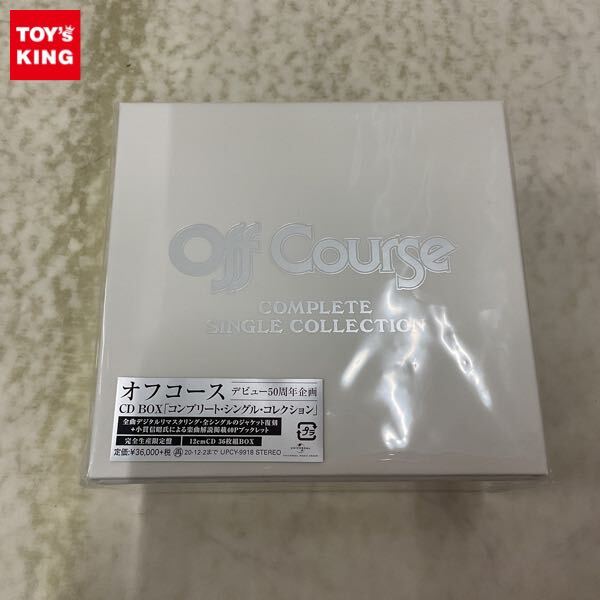 TOY's
KING
Off Course
COMPLETE
SINGLE COLLECTION
オフコース デビュー50周年企画
CD BOX「コンプリート・シングル・コレクション」
全曲デジタルリマスタリング・全シングルのジャケット復刻
+小貫信昭氏による楽曲解説掲載40Pブックレット
完全生産限定盤 12cmCD 36枚組BOX
定価:¥36,000+税 再 20・12・2まで UPCY-9918 STEREO
プラ
UNIVERSAL